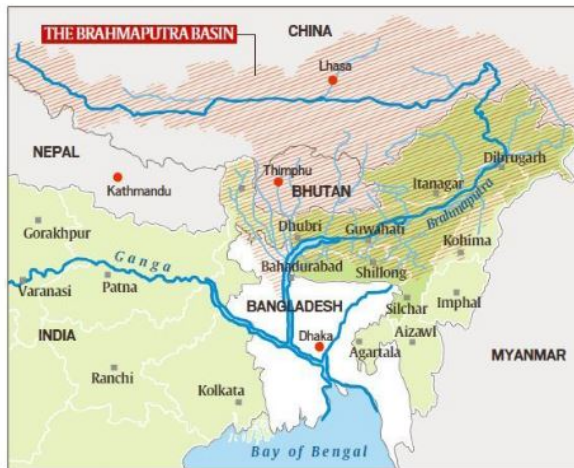 THE BRAHMAPUTRA BASIN
CHINA
Lhasa
NEPAL
Thimphu
Dibrugarh
Kathmandu
BHUTAN
Itanagar
Brahmaputra
Gorakhpur
Dhubri
Guwahati
Kohima
Ganga
Bahadurabad
Shillong
Varanasi
Patna
BANGLADESH
Silchar
Imphal
INDIA
Dhaka
Agartala
Aizawl
MYANMAR
Ranchi
Kolkata
Bay of Bengal